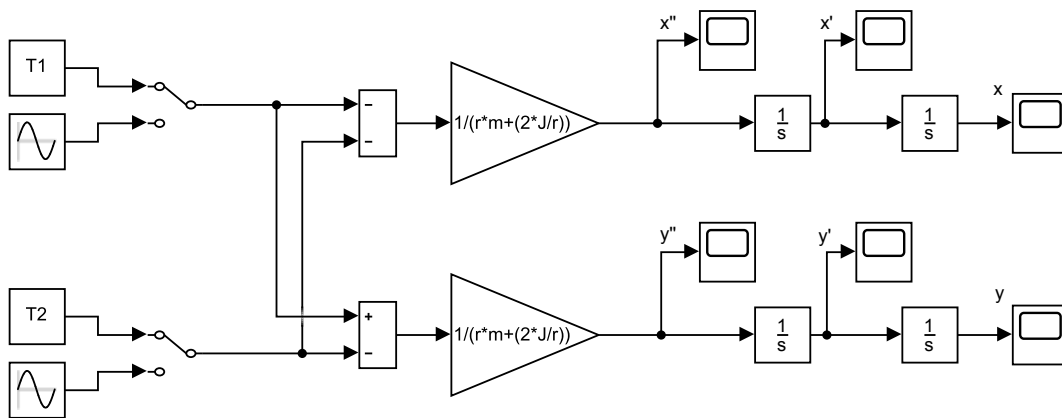 x"
x'
T1
x
−
−
1/(r*m+(2*J/r))
1
s
1
s
y"
y'
T2
y
+
−
1/(r*m+(2*J/r))
1
s
1
s